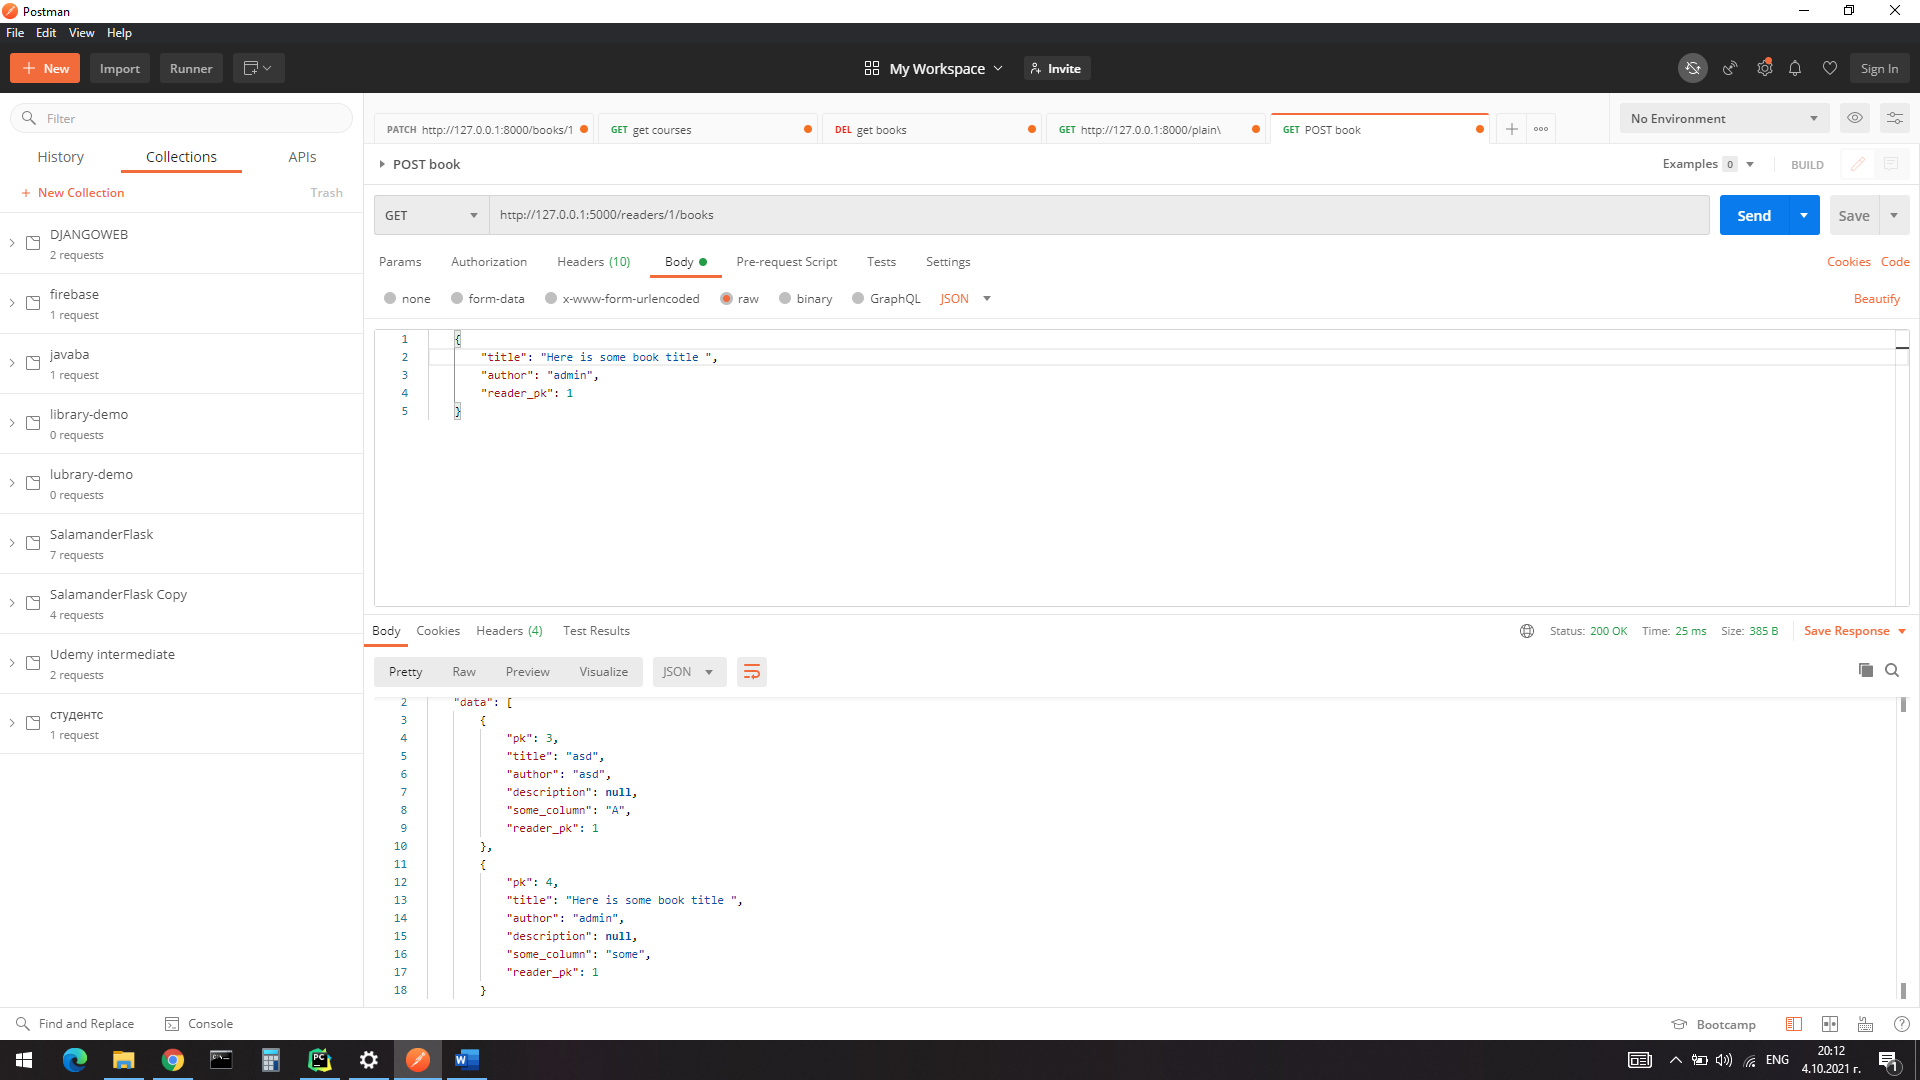 Postman
File Edit View Help
New Import Runner My Workspace Invite Sign In
Filter
History Collections APIs
+ New Collection Trash
DJANGOWEB
2 requests
firebase
1 request
javaba
1 request
library-demo
0 requests
lubrary-demo
0 requests
SalamanderFlask
7 requests
SalamanderFlask Copy
4 requests
Udemy intermediate
2 requests
студентс
1 request
PATCH http://127.0.0.1:8000/books/1 GET get courses DEL get books GET http://127.0.0.1:8000/plain\ GET POST book No Environment
POST book Examples 0 BUILD
GET http://127.0.0.1:5000/readers/1/books Send Save
Params Authorization Headers (10) Body Pre-request Script Tests Settings Cookies Code
none form-data x-www-form-urlencoded raw binary GraphQL JSON Beautify
1 {
2 "title": "Here is some book title ",
3 "author": "admin",
4 "reader_pk": 1
5 }
Body Cookies Headers (4) Test Results Status: 200 OK Time: 25 ms Size: 385 B Save Response
Pretty Raw Preview Visualize JSON
2 "data": [
3 {
4 "pk": 3,
5 "title": "asd",
6 "author": "asd",
7 "description": null,
8 "some_column": "A",
9 "reader_pk": 1
10 },
11 {
12 "pk": 4,
13 "title": "Here is some book title ",
14 "author": "admin",
15 "description": null,
16 "some_column": "some",
17 "reader_pk": 1
18 }
Find and Replace Console Bootcamp
ENG 20:12
4.10.2021 г. 1